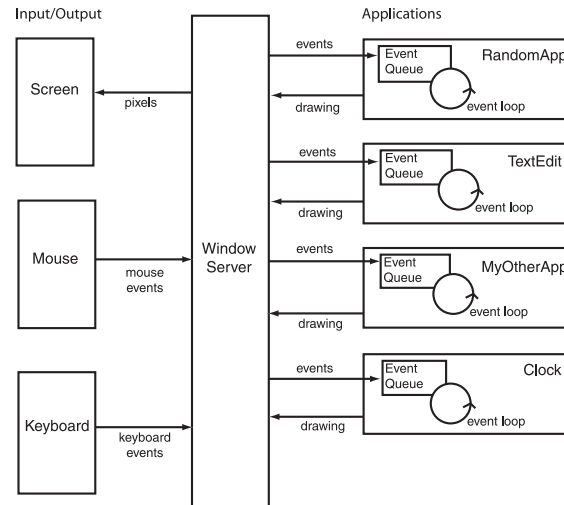 Input/Output
Applications
Screen
pixels
Mouse
mouse
events
Keyboard
keyboard
events
Window
Server
events
drawing
Event
Queue
RandomApp
event loop
events
drawing
Event
Queue
TextEdit
event loop
events
drawing
Event
Queue
MyOtherApp
event loop
events
drawing
Event
Queue
Clock
event loop